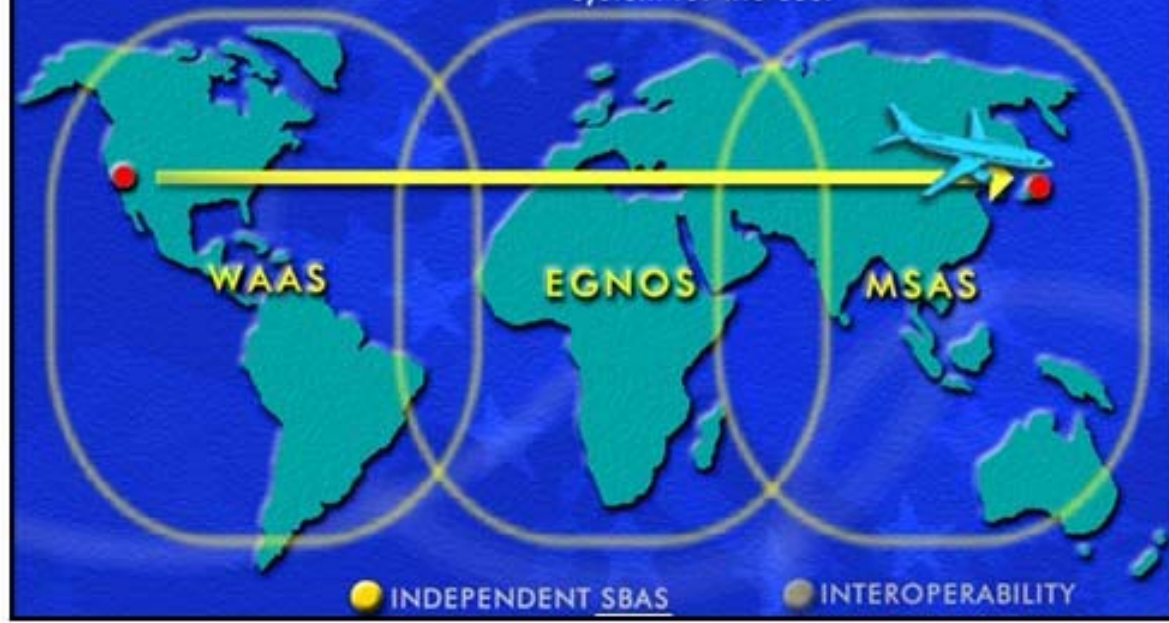 WAAS
EGNOS
MSAS
INDEPENDENT SBAS
INTEROPERABILITY